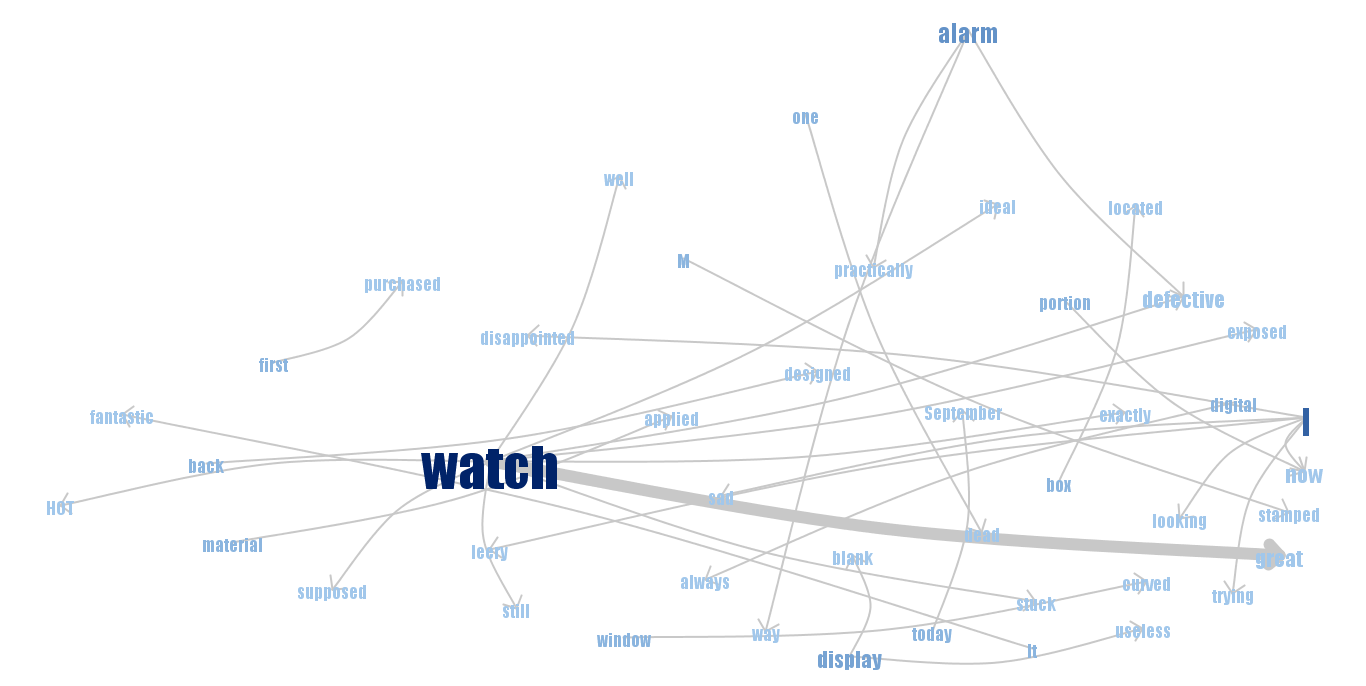 alarm
one
well
ideal
located
M
practically
purchased
defective
portion
exposed
disappointed
first
designed
digital
fantastic
applied
September
exactly
I
watch
back
now
box
sad
HOT
stamped
looking
material
head
leery
blank
great
always
curved
supposed
trying
stuck
still
window
way
today
useless
It
display